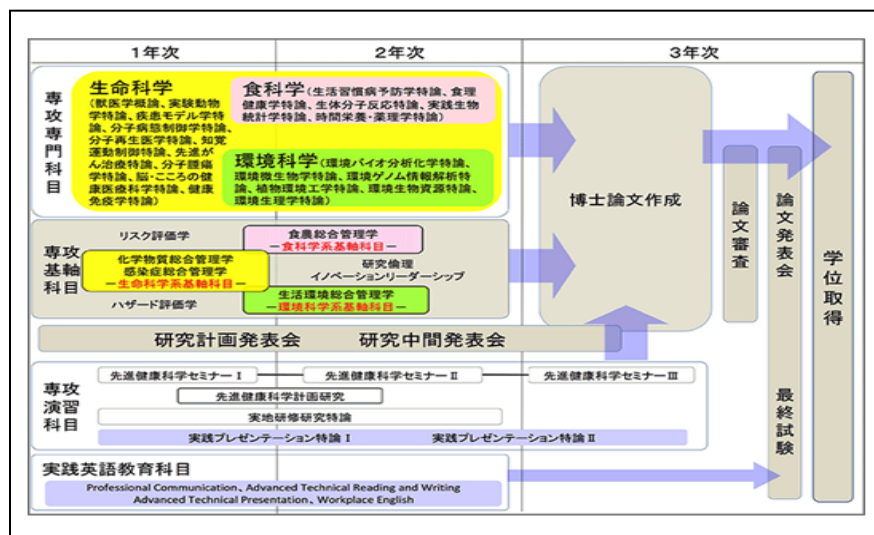 1年次
2年次
3年次
専攻専門科目
生命科学
(獣医学概論、実験動物
学特論、疾患モデル学特
論、分子病態制御学特論、
分子再生医学特論、知覚
運動制御特論、先進が
ん治療特論、分子腫瘍
学特論、脳・こころの健
康医療科学特論、健康
免疫学特論)
食科学(生活習慣病予防学特論、食理
健康学特論、生体分子反応特論、実践生物
統計学特論、時間栄養・薬理学特論)
環境科学(環境バイオ分析化学特論、
環境微生物学特論、環境ゲノム情報解析特
論、植物環境工学特論、環境生物資源特論、
環境生理学特論)
専攻
基軸
科目
リスク評価学
化学物質総合管理学
感染症総合管理学
ー生命科学系基軸科目ー
ハザード評価学
食農総合管理学
ー食科学系基軸科目ー
研究倫理
イノベーションリーダーシップ
生活環境総合管理学
ー環境科学系基軸科目ー
博士論文作成
論文審査
論文発表会
最終試験
学位取得
研究計画発表会
研究中間発表会
専攻
演習
科目
先進健康科学セミナーⅠ
先進健康科学セミナーⅡ
先進健康科学セミナーⅢ
先進健康科学計画研究
実地研修研究特論
実践プレゼンテーション特論Ⅰ
実践プレゼンテーション特論Ⅱ
実践英語教育科目
Professional Communication、Advanced Technical Reading and Writing
Advanced Technical Presentation、Workplace English